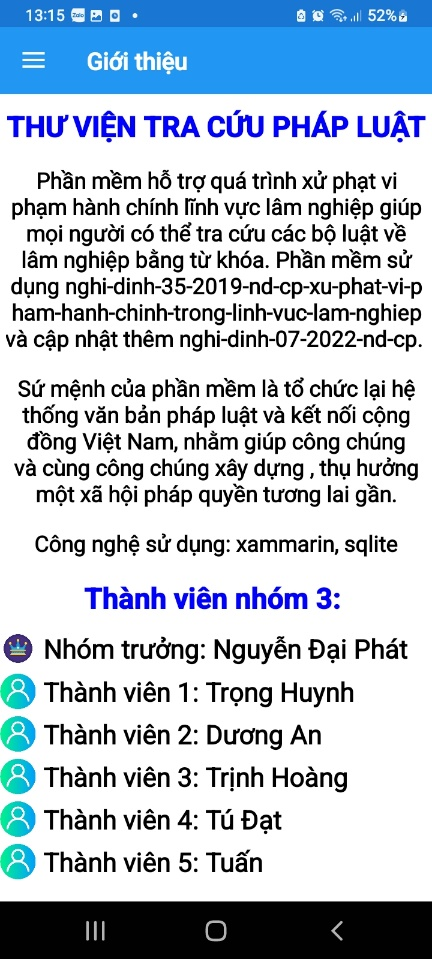 13:15 Zalo 52%
Giới thiệu
THƯ VIỆN TRA CỨU PHÁP LUẬT
Phần mềm hỗ trợ quá trình xử phạt vi
phạm hành chính lĩnh vực lâm nghiệp giúp
mọi người có thể tra cứu các bộ luật về
lâm nghiệp bằng từ khóa. Phần mềm sử
dụng nghi-dinh-35-2019-nd-cp-xu-phat-vi-p
ham-hanh-chinh-trong-linh-vuc-lam-nghiep
và cập nhật thêm nghi-dinh-07-2022-nd-cp.
Sứ mệnh của phần mềm là tổ chức lại hệ
thống văn bản pháp luật và kết nối cộng
đồng Việt Nam, nhằm giúp công chúng
và cùng công chúng xây dựng , thụ hưởng
một xã hội pháp quyền tương lai gần.
Công nghệ sử dụng: xammarin, sqlite
Thành viên nhóm 3:
Nhóm trưởng: Nguyễn Đại Phát
Thành viên 1: Trọng Huynh
Thành viên 2: Dương An
Thành viên 3: Trịnh Hoàng
Thành viên 4: Tú Đạt
Thành viên 5: Tuấn